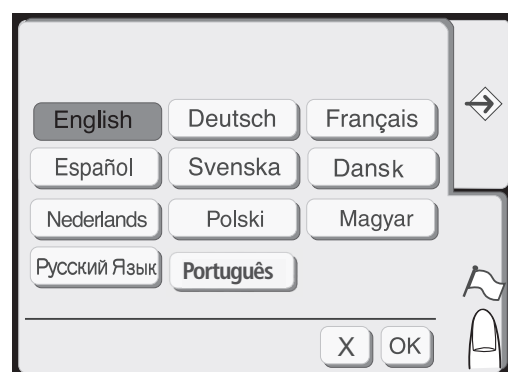 English Deutsch Français
Español Svenska Dansk
Nederlands Polski Magyar
Русский Язык Português
X OK